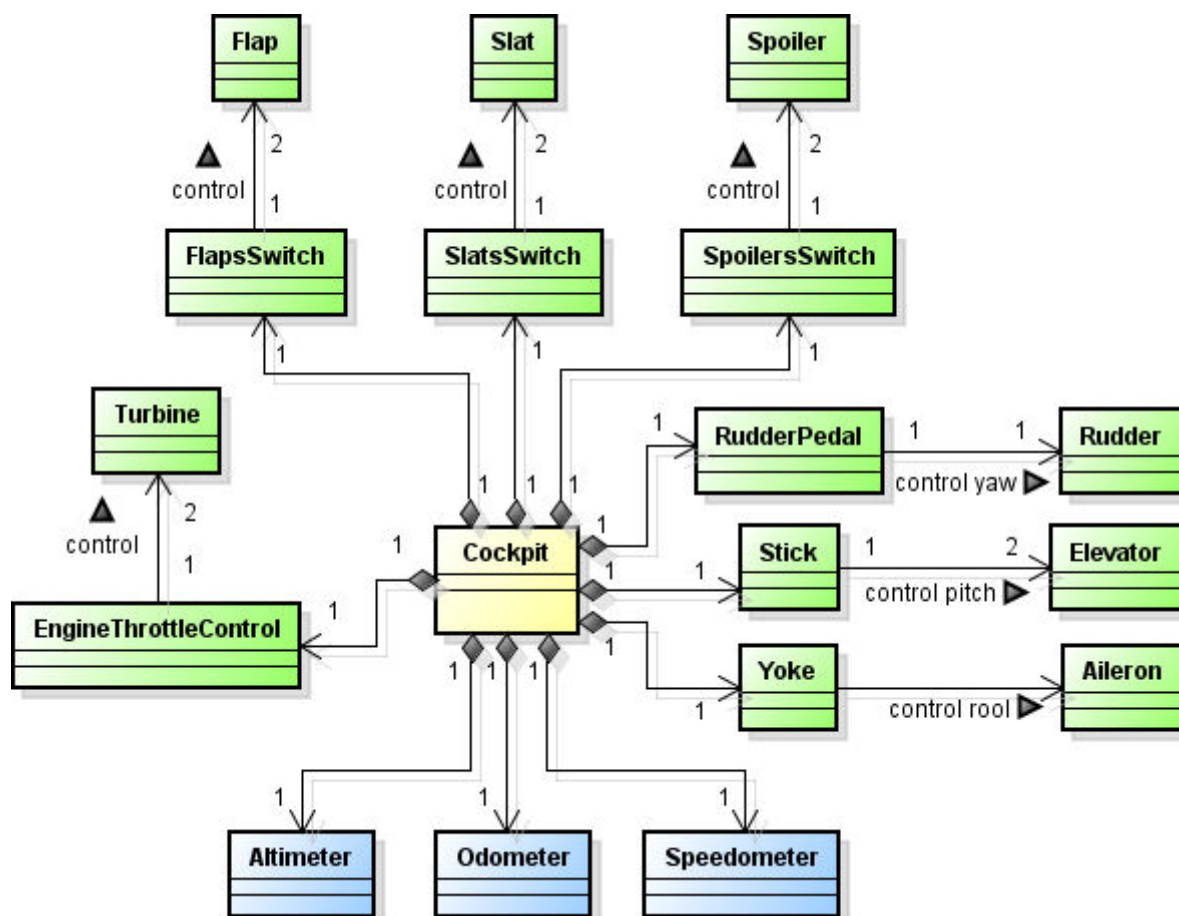 Flap
Slat
Spoiler
2
2
2
control
control
control
1
1
1
FlapsSwitch
SlatsSwitch
SpoilersSwitch
1
1
1
Turbine
1
RudderPedal
1
1
Rudder
control yaw
2
control
1
1
1
1
1
1
Cockpit
1
1
Stick
1
2
Elevator
control pitch
1
1
EngineThrottleControl
1
Yoke
1
Aileron
control rool
1
1
1
1
1
1
Altimeter
Odometer
Speedometer